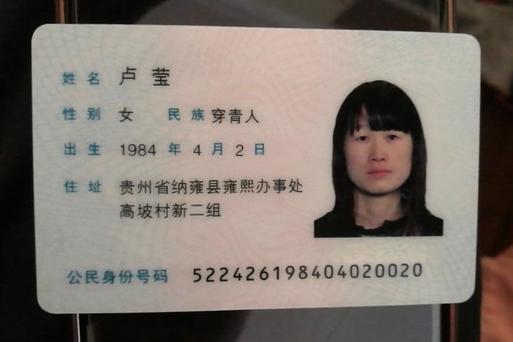 姓名 卢莹
性别 女 民族 穿青人
出生 1984 年 4 月 2 日
住址 贵州省纳雍县雍熙办事处
高坡村新二组
公民身份号码 522426198404020020